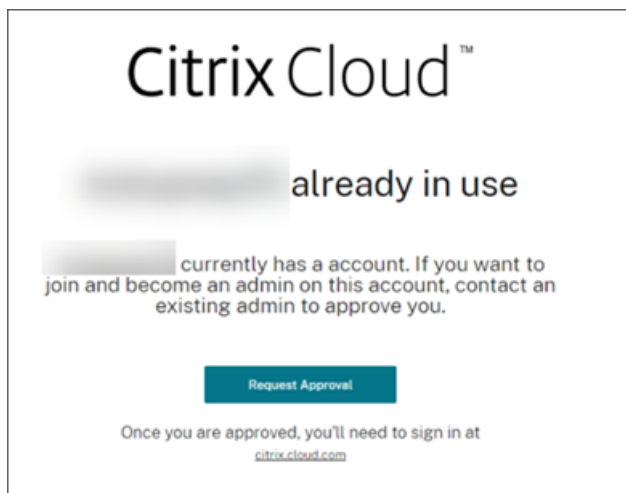 Citrix Cloud™
already in use
currently has a account. If you want to
join and become an admin on this account, contact an
existing admin to approve you.
Request Approval
Once you are approved, you'll need to sign in at
citrix.cloud.com